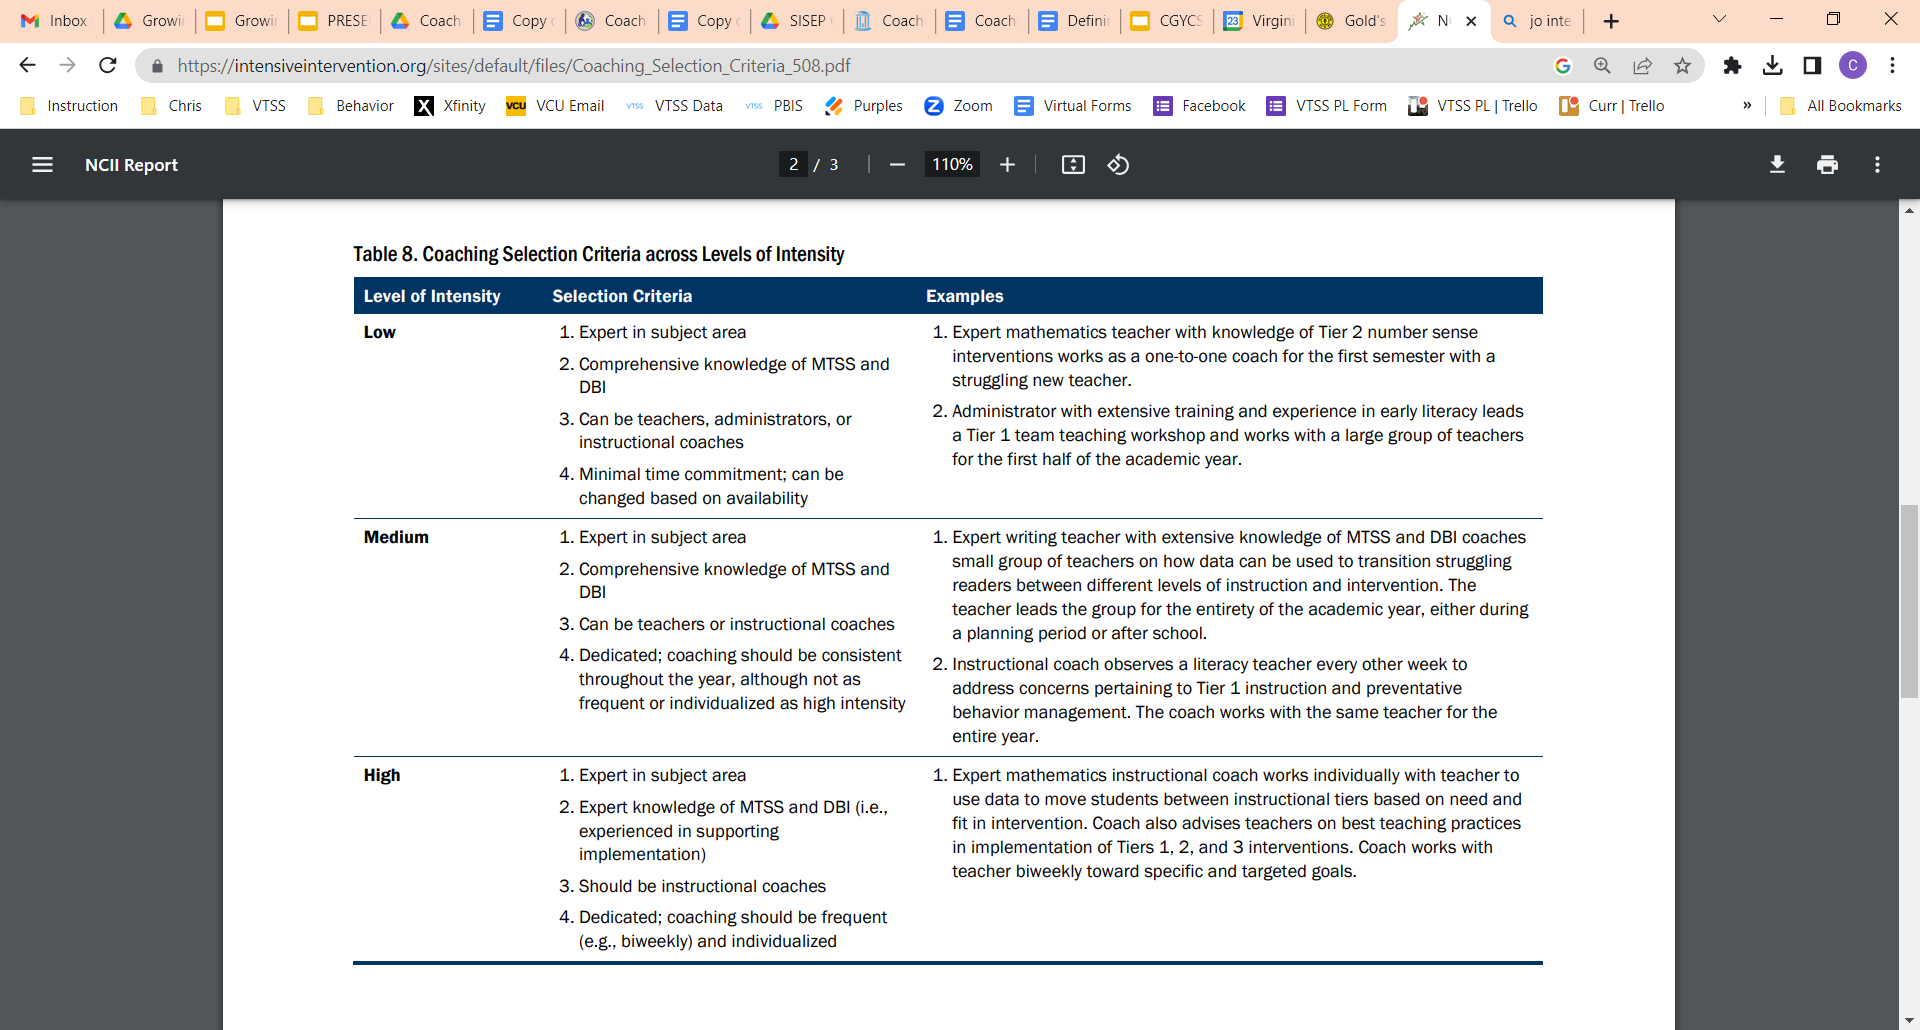 Inbox Growin Growin PRESE Coach Copy Coach Copy SISEP Coach Coach Defini CGYCS 23 Virgini Gold's N jo inte
https://intensiveintervention.org/sites/default/files/Coaching_Selection_Criteria_508.pdf C
Instruction Chris VTSS Behavior X Xfinity VCU VCU Email VTSS VTSS Data VTSS PBIS Purples Z Zoom Virtual Forms Facebook VTSS PL Form VTSS PL | Trello Curr | Trello » All Bookmarks
NCII Report 2 / 3 110%
Table 8. Coaching Selection Criteria across Levels of Intensity
Level of Intensity Selection Criteria Examples
Low
1. Expert in subject area
2. Comprehensive knowledge of MTSS and
DBI
3. Can be teachers, administrators, or
instructional coaches
4. Minimal time commitment; can be
changed based on availability
1. Expert mathematics teacher with knowledge of Tier 2 number sense
interventions works as a one-to-one coach for the first semester with a
struggling new teacher.
2. Administrator with extensive training and experience in early literacy leads
a Tier 1 team teaching workshop and works with a large group of teachers
for the first half of the academic year.
Medium
1. Expert in subject area
2. Comprehensive knowledge of MTSS and
DBI
3. Can be teachers or instructional coaches
4. Dedicated; coaching should be consistent
throughout the year, although not as
frequent or individualized as high intensity
1. Expert writing teacher with extensive knowledge of MTSS and DBI coaches
small group of teachers on how data can be used to transition struggling
readers between different levels of instruction and intervention. The
teacher leads the group for the entirety of the academic year, either during
a planning period or after school.
2. Instructional coach observes a literacy teacher every other week to
address concerns pertaining to Tier 1 instruction and preventative
behavior management. The coach works with the same teacher for the
entire year.
High
1. Expert in subject area
2. Expert knowledge of MTSS and DBI (i.e.,
experienced in supporting
implementation)
3. Should be instructional coaches
4. Dedicated; coaching should be frequent
(e.g., biweekly) and individualized
1. Expert mathematics instructional coach works individually with teacher to
use data to move students between instructional tiers based on need and
fit in intervention. Coach also advises teachers on best teaching practices
in implementation of Tiers 1, 2, and 3 interventions. Coach works with
teacher biweekly toward specific and targeted goals.